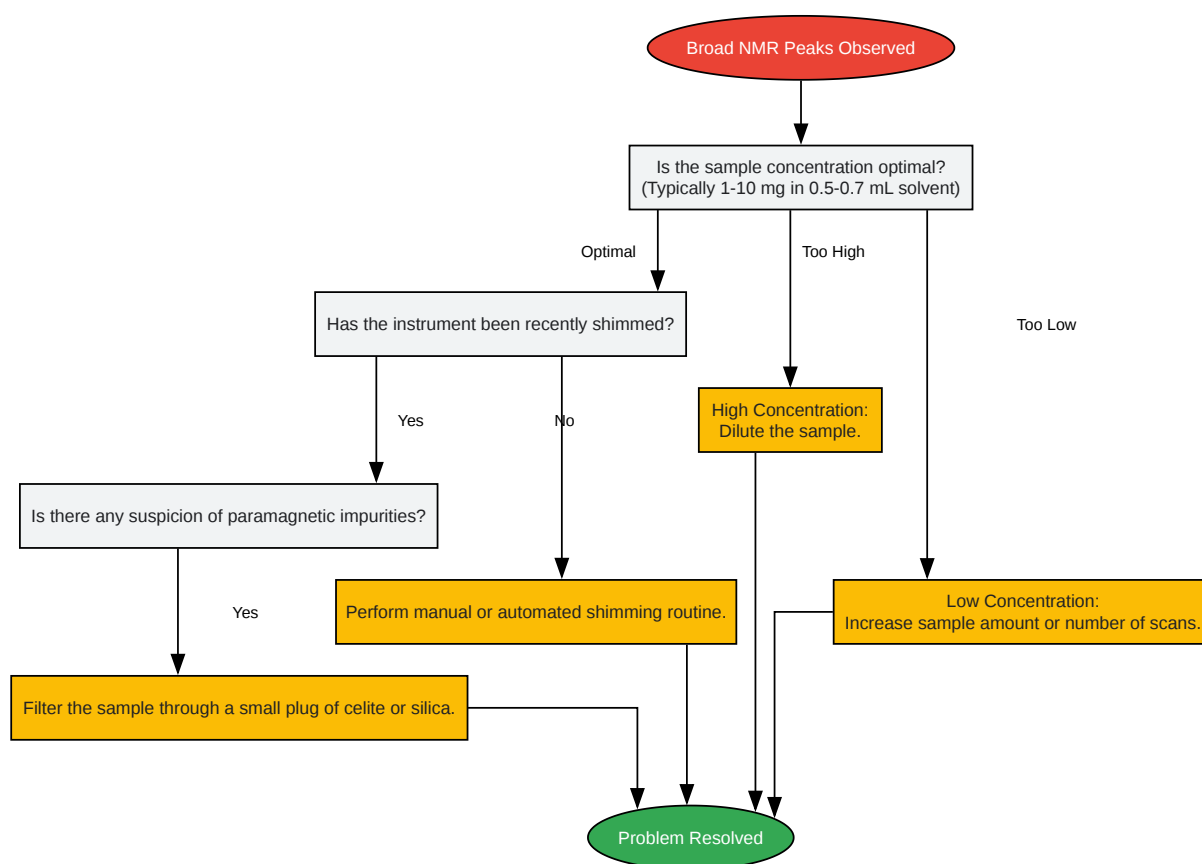 Broad NMR Peaks Observed
Is the sample concentration optimal?
(Typically 1-10 mg in 0.5-0.7 mL solvent)
Optimal
Too High
Too Low
Has the instrument been recently shimmed?
High Concentration:
Dilute the sample.
Yes
No
Is there any suspicion of paramagnetic impurities?
Yes
Perform manual or automated shimming routine.
Low Concentration:
Increase sample amount or number of scans.
Filter the sample through a small plug of celite or silica.
Problem Resolved